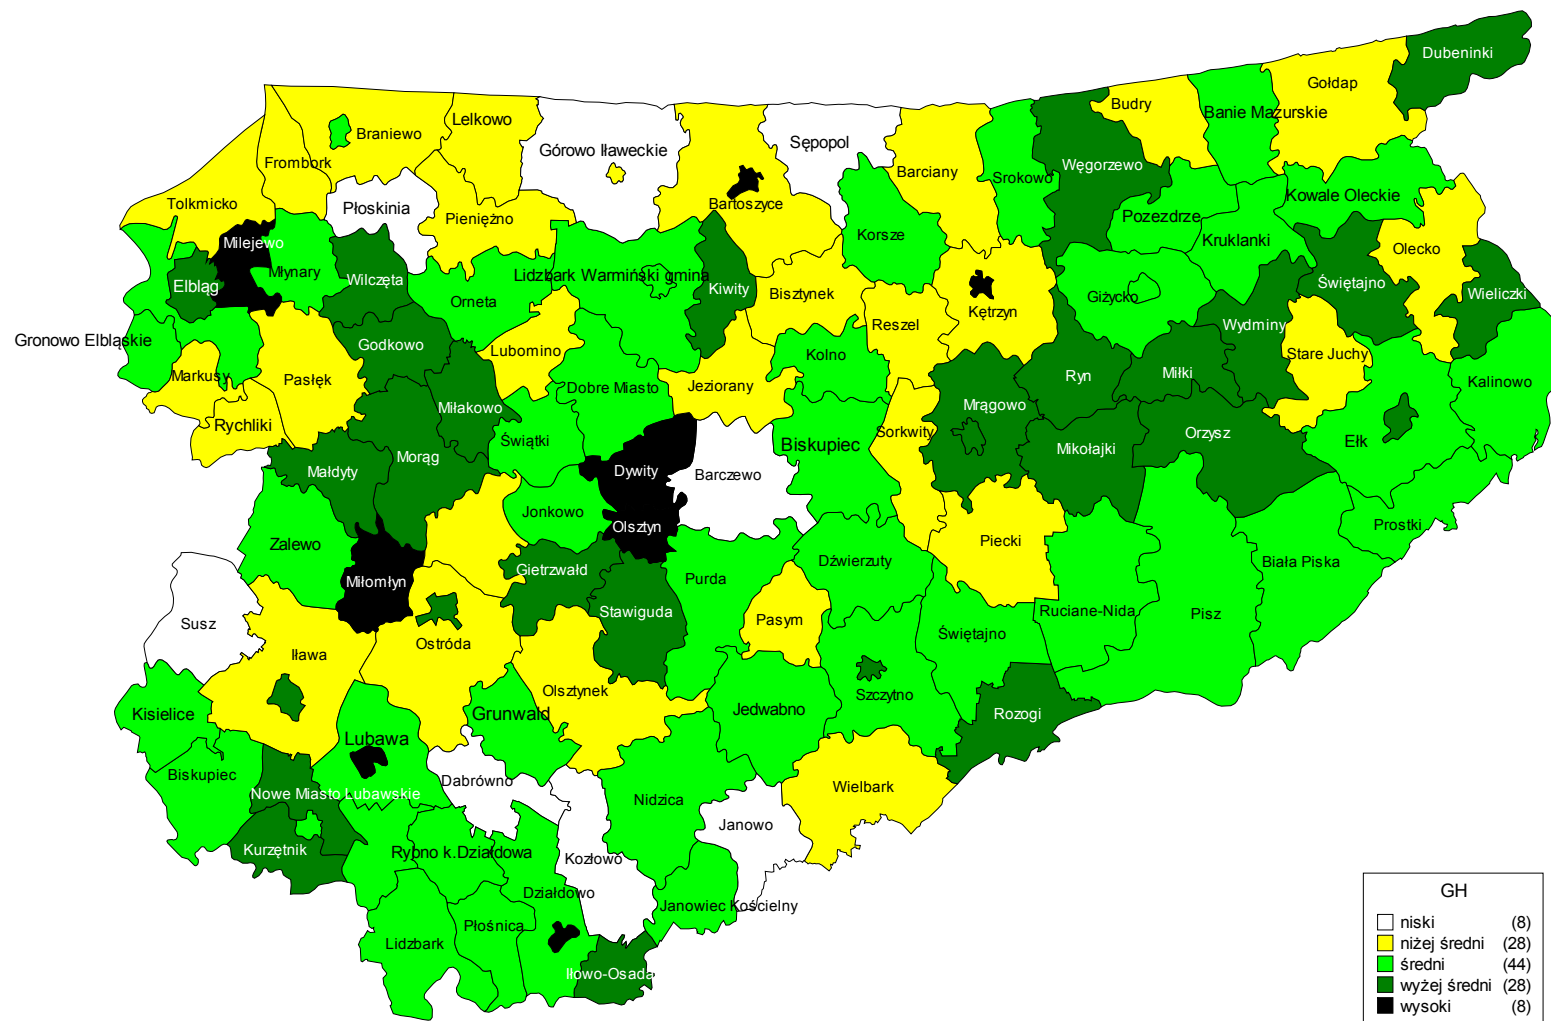 Dubeninki
Gołdap
Budry
Banie Mazurskie
Lelkowo
Braniewo
Górowo Iławeckie
Sępopol
Frombork
Barciany
Węgorzewo
Srokowo
Kowale Oleckie
Tolmicko
Płoskinia
Bartoszyce
Pieniężno
Pozezdrze
Korsze
Kruklanki
Milejewo
Olecko
Młynary
Wilczęta
Lidzbark Warmiński gmina
Elbląg
Kiwity
Bisztynek
Giżycko
Świętajno
Wieliczki
Orneta
Kętrzyn
Reszel
Wydminy
Gronowo Elbląskie
Godkowo
Lubomino
Kolno
Stare Juchy
Markusy
Pasłęk
Dobre Miasto
Jeziorany
Ryn
Miłki
Kalinowo
Miłakowo
Mrągowo
Rychliki
Świątki
Biskupiec
Sorkwity
Orzysz
Ełk
Mikołajki
Morąg
Małdyty
Dywity
Barczewo
Jonkowo
Olsztyn
Prostki
Zalewo
Piecki
Dźwierzuty
Biała Piska
Gietrzwałd
Miłomłyn
Purda
Stawiguda
Ruciane-Nida
Pisz
Susz
Pasym
Świętajno
Ostróda
Iława
Olsztynek
Szczytno
Jedwabno
Kisielice
Grunwald
Rozogi
Lubawa
Biskupiec
Dabrówno
Nowe Miasto Lubawskie
Nidzica
Wielbark
Janowo
Kurzętnik
Rybno k.Działdowa
Kozłowo
Działdowo
Janowiec Kościelny
Płośnica
Lidzbark
Iłowo-Osada
GH
niski (8)
niżej średni (28)
średni (44)
wyżej średni (28)
wysoki (8)